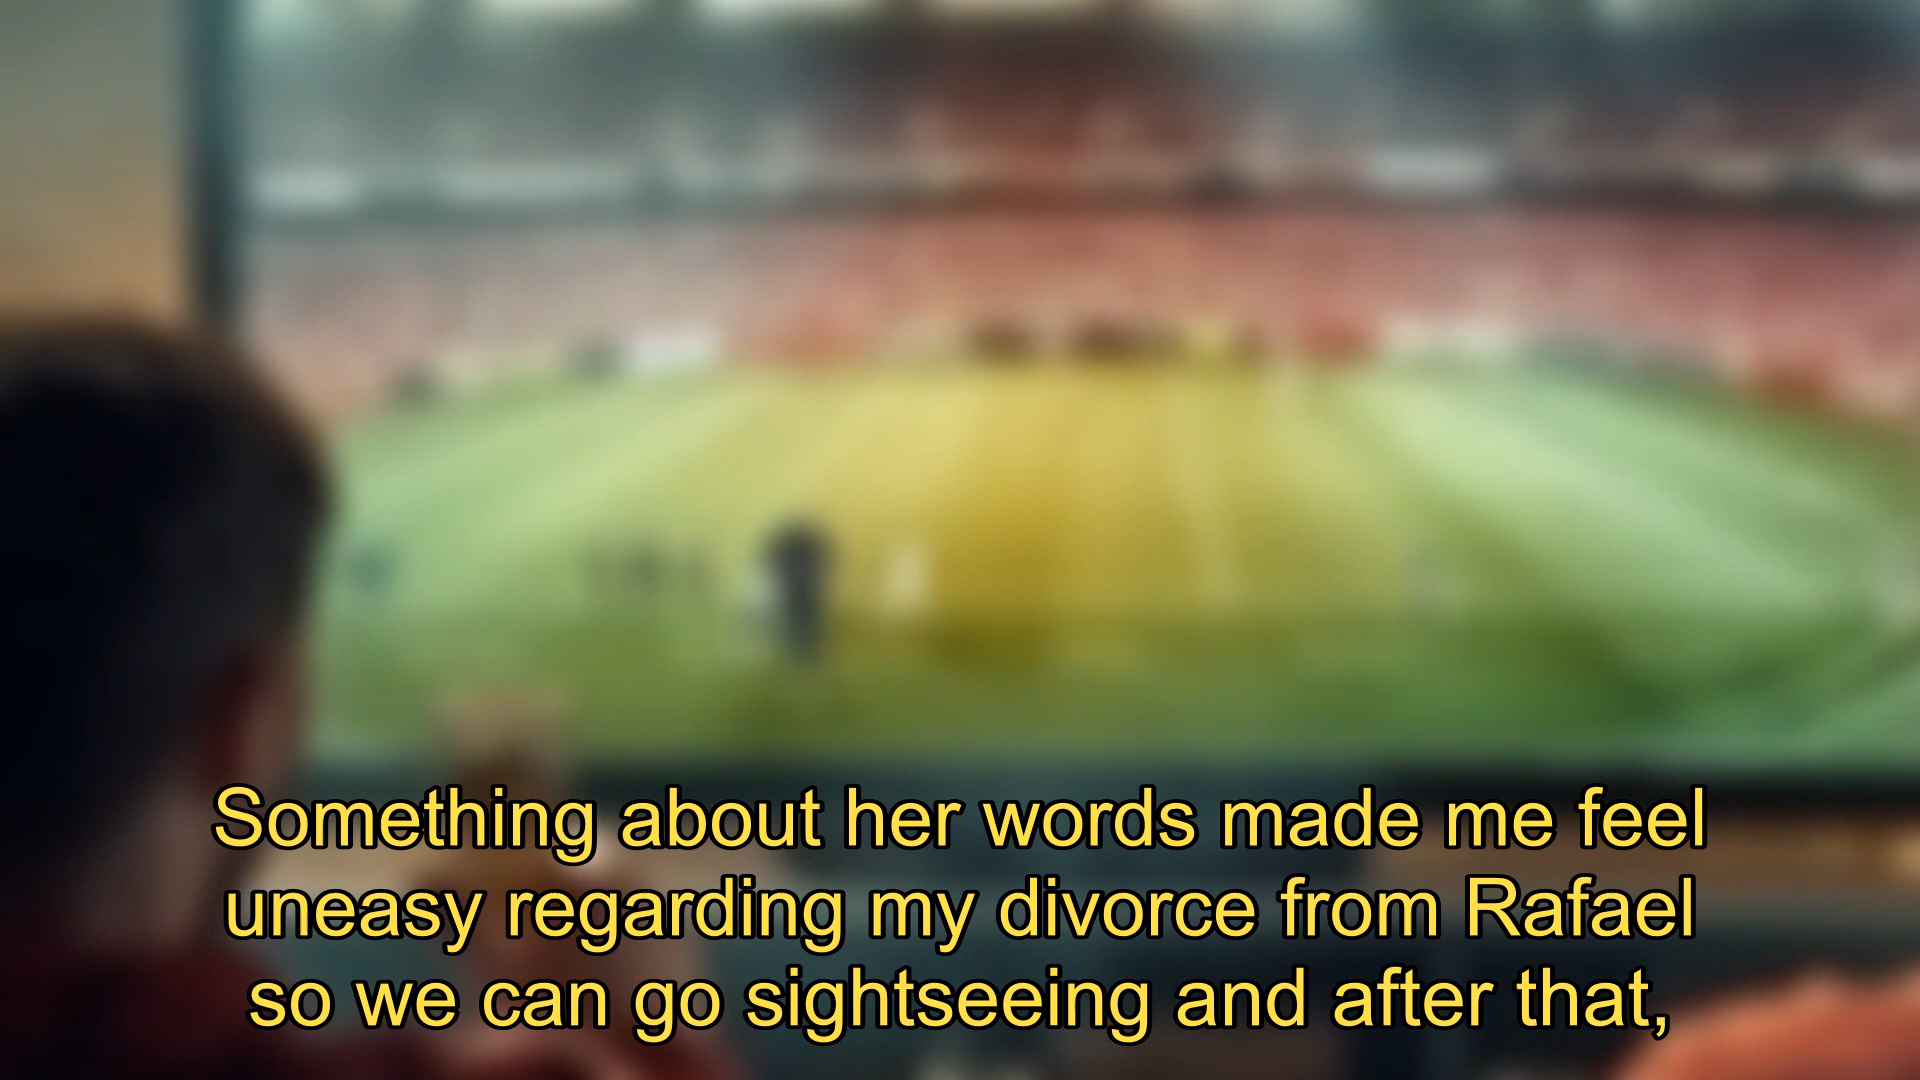 Something about her words made me feel
uneasy regarding my divorce from Rafael
so we can go sightseeing and after that,